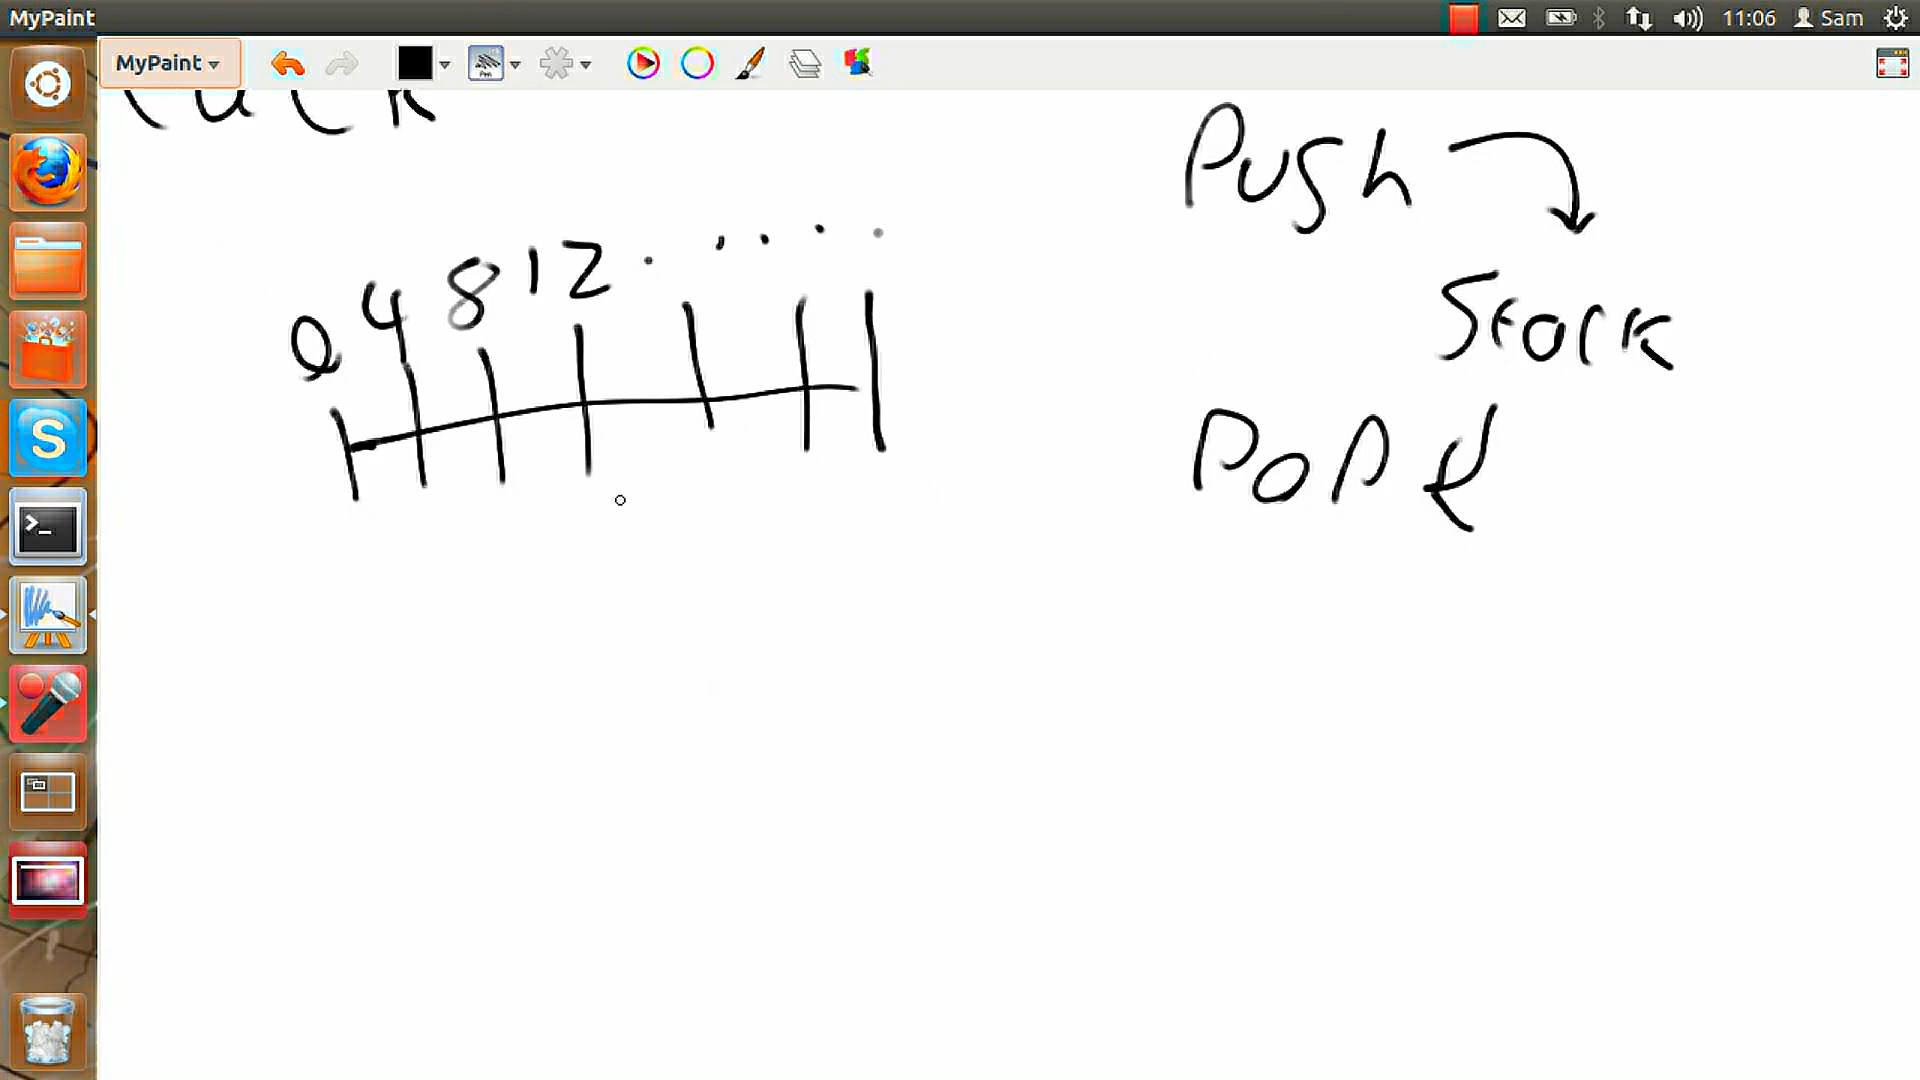 MyPaint 11:06 Sam
MyPaint
Push
0 4 8 12 . . . . .
Stack
POP